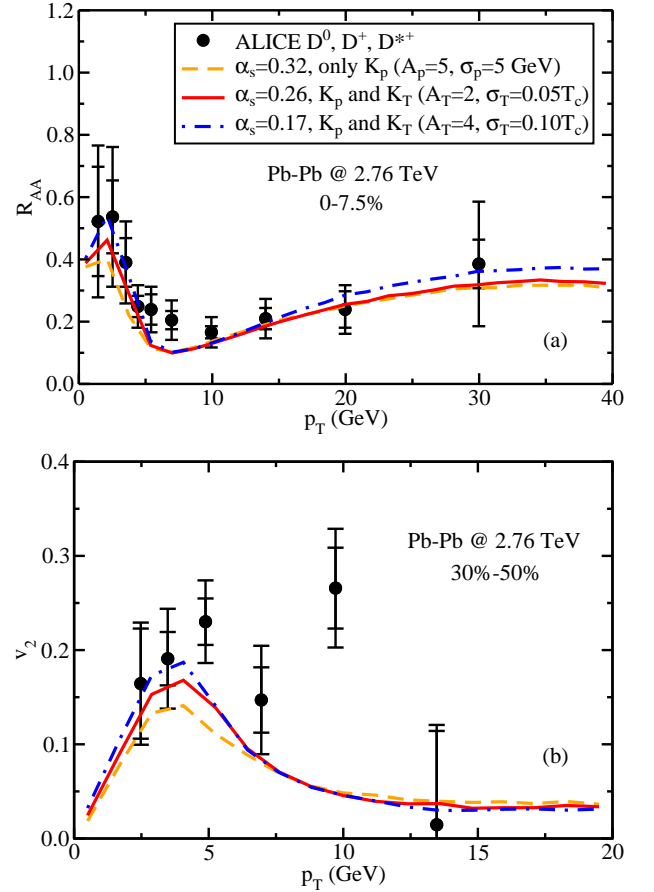 ALICE D⁰, D⁺, D*⁺
α_s=0.32, only K_p (A_p=5, σ_p=5 GeV)
α_s=0.26, K_p and K_T (A_T=2, σ_T=0.05T_c)
α_s=0.17, K_p and K_T (A_T=4, σ_T=0.10T_c)
Pb-Pb @ 2.76 TeV
0-7.5%
R_AA
1.0
0.8
0.6
0.4
0.2
0.0
(a)
0 10 20 30 40
p_T (GeV)
Pb-Pb @ 2.76 TeV
30%-50%
v_2
0.4
0.3
0.2
0.1
0.0
(b)
0 5 10 15 20
p_T (GeV)